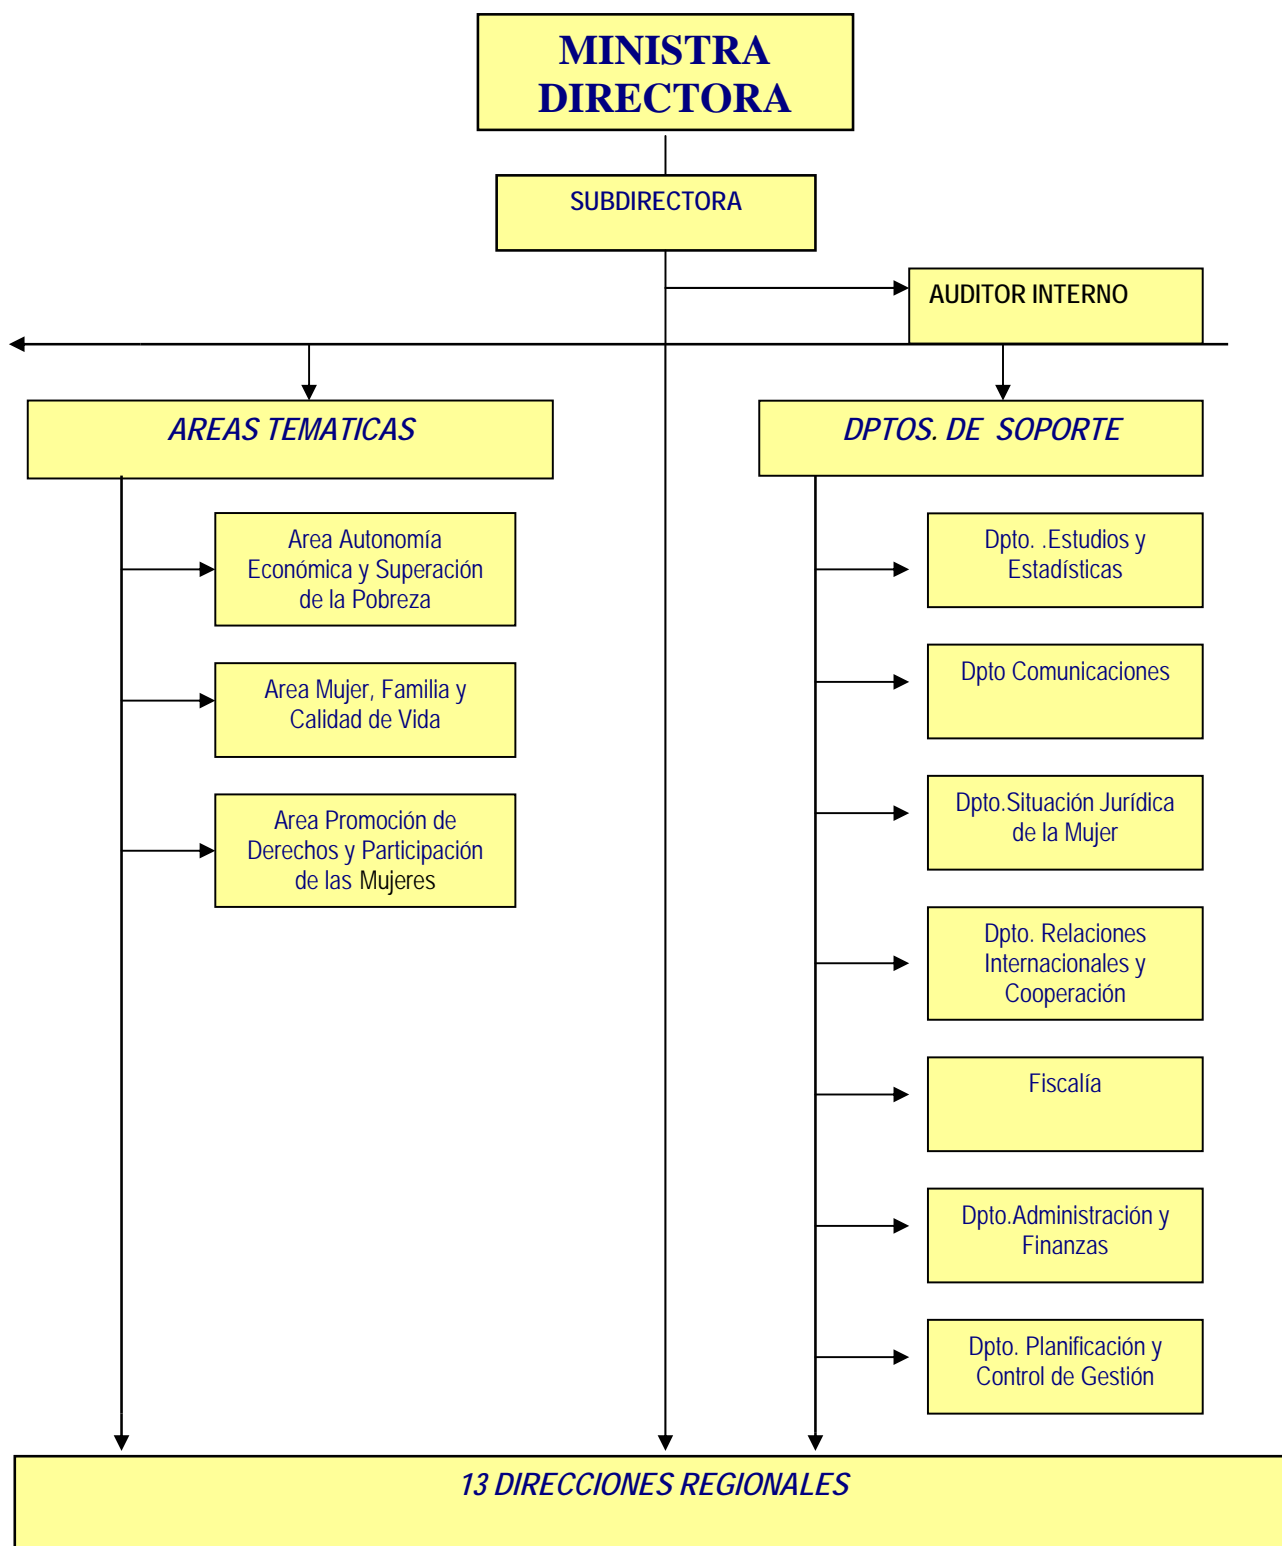 MINISTRA
DIRECTORA
SUBDIRECTORA
AUDITOR INTERNO
AREAS TEMATICAS
Area Autonomía
Económica y Superación
de la Pobreza
Area Mujer, Familia y
Calidad de Vida
Area Promoción de
Derechos y Participación
de las Mujeres
DPTOS. DE  SOPORTE
Dpto. .Estudios y
Estadísticas
Dpto Comunicaciones
Dpto.Situación Jurídica
de la Mujer
Dpto. Relaciones
Internacionales y
Cooperación
Fiscalía
Dpto.Administración y
Finanzas
Dpto. Planificación y
Control de Gestión
13 DIRECCIONES REGIONALES